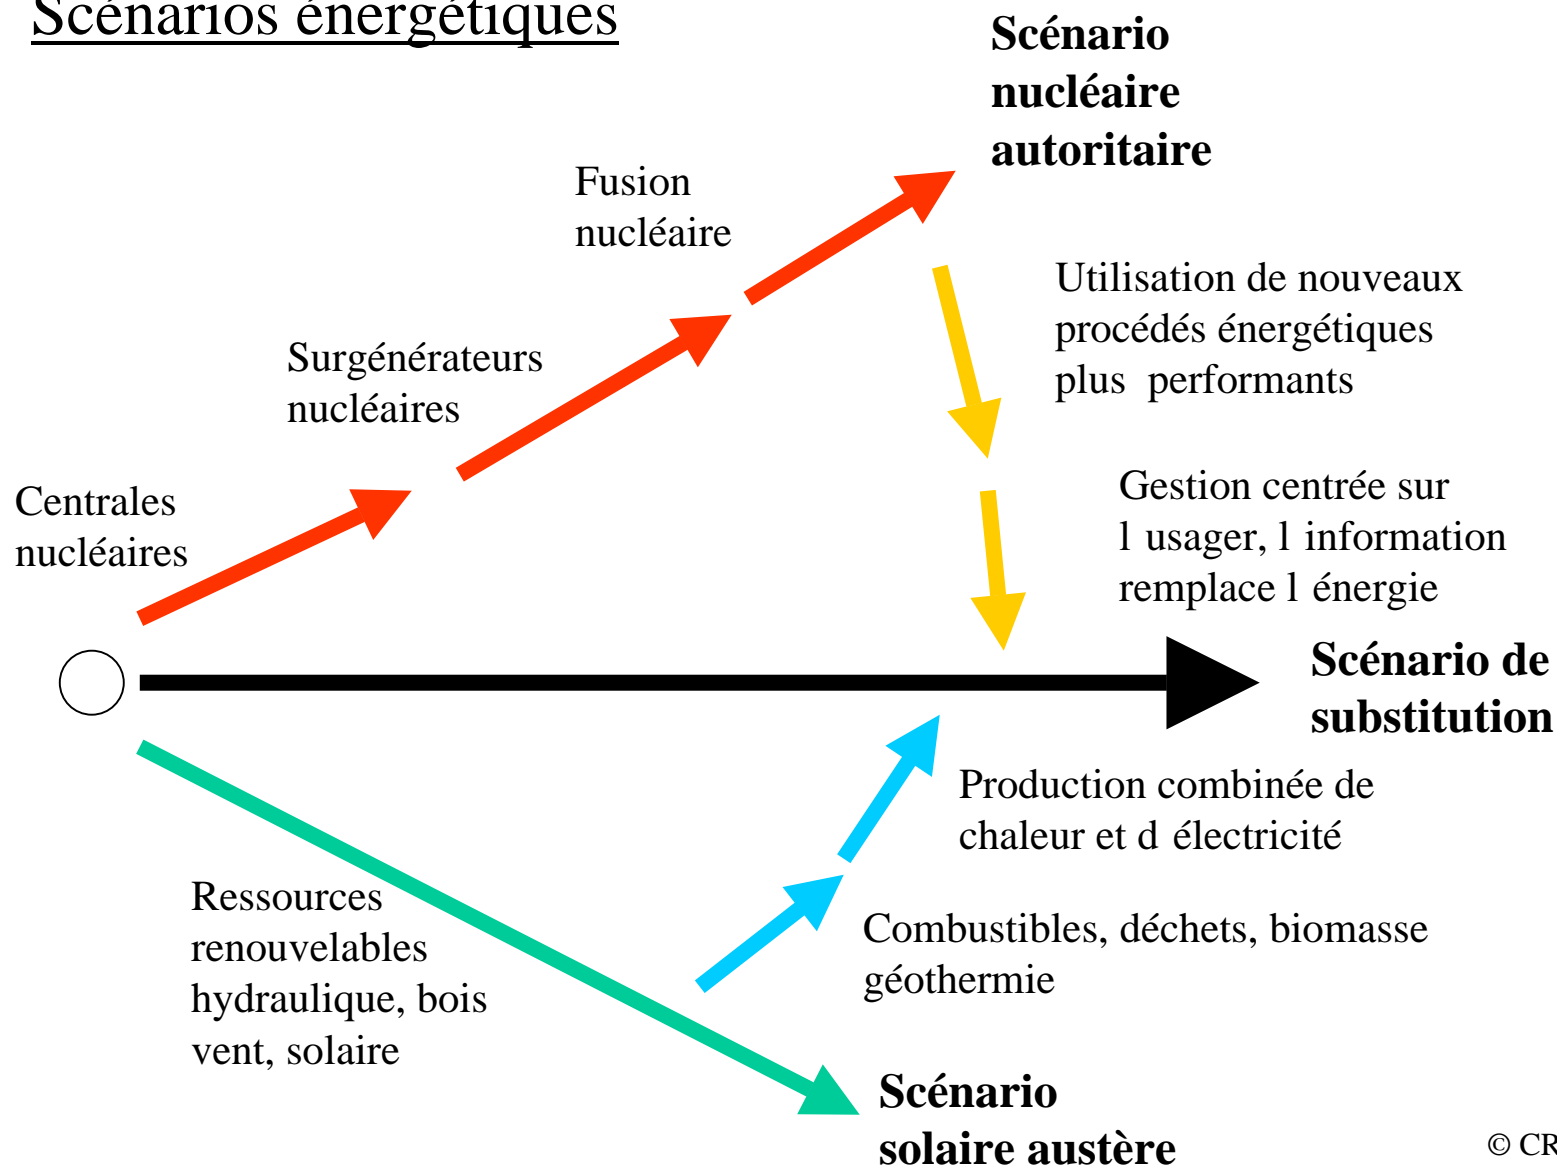 Scénarios énergétiques
Scénario
nucléaire
autoritaire
Fusion
nucléaire
Utilisation de nouveaux
procédés énergétiques
plus performants
Surgénérateurs
nucléaires
Centrales
nucléaires
Gestion centrée sur
l usager, l information
remplace l énergie
Scénario de
substitution
Production combinée de
chaleur et d électricité
Ressources
renouvelables
hydraulique, bois
vent, solaire
Combustibles, déchets, biomasse
géothermie
Scénario
solaire austère
© CR